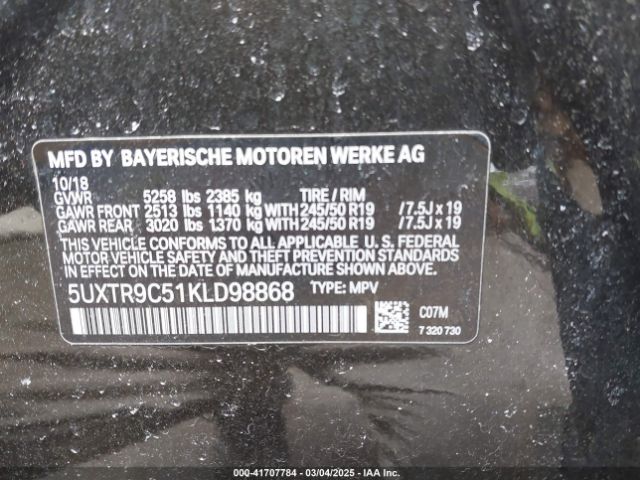 MFD BY BAYERISCHE MOTOREN WERKE AG
10/18
GVWR 5258 lbs 2385 kg TIRE / RIM
GAWR FRONT 2513 lbs 1140 kg WITH 245/50 R19 /7.5J x 19
GAWR REAR 3020 lbs 1370 kg WITH 245/50 R19 /7.5J x 19
THIS VEHICLE CONFORMS TO ALL APPLICABLE U. S. FEDERAL
MOTOR VEHICLE SAFETY AND THEFT PREVENTION STANDARDS
IN EFFECT ON THE DATE OF MANUFACTURE SHOWN ABOVE.
5UXTR9C51KLD98868 TYPE: MPV
C07M
7 320 730
000-41707784 — 03/04/2025 — IAA Inc.